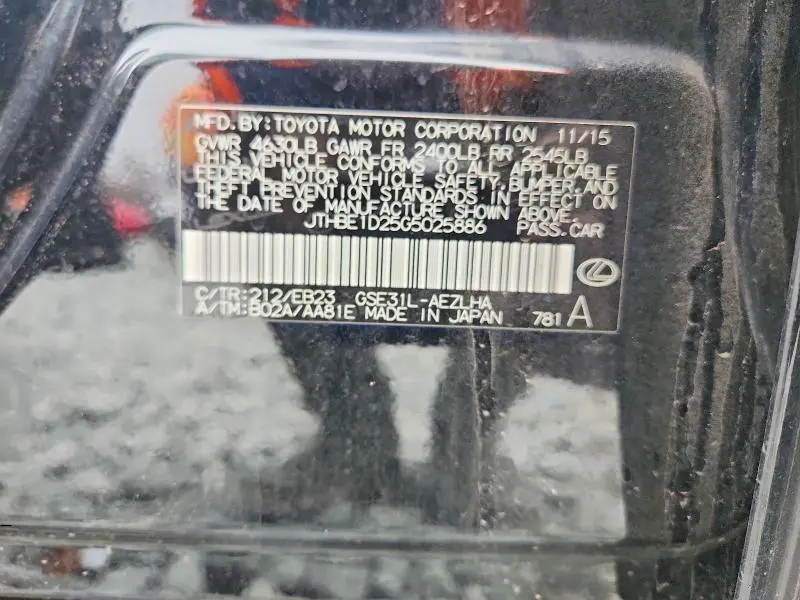 MFD. BY: TOYOTA MOTOR CORPORATION 11/15
GVWR 4630LB GAWR FR 2400LB RR 2545LB
THIS VEHICLE CONFORMS TO ALL APPLICABLE
FEDERAL MOTOR VEHICLE SAFETY, BUMPER, AND
THEFT PREVENTION STANDARDS IN EFFECT ON
THE DATE OF MANUFACTURE SHOWN ABOVE.
JTHBE1D25G5025886 PASS. CAR
C/TR: 212/EB23 GSE31L-AEZLHA
A/TM: B02A/AA81E MADE IN JAPAN 781 A